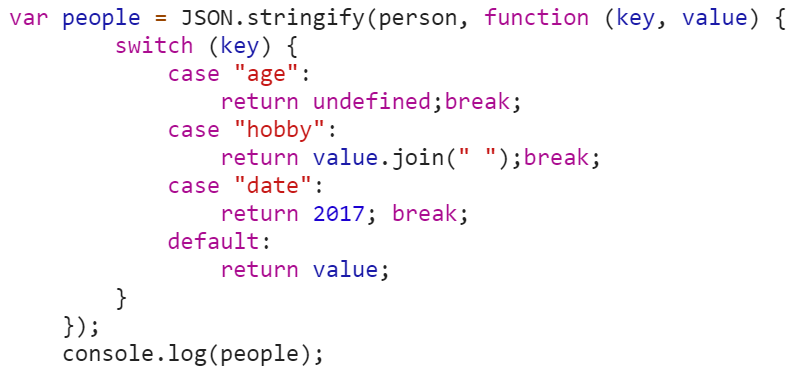 var people = JSON.stringify(person, function (key, value) {
        switch (key) {
            case "age":
                return undefined;break;
            case "hobby":
                return value.join(" ");break;
            case "date":
                return 2017; break;
            default:
                return value;
        }
    });
    console.log(people);